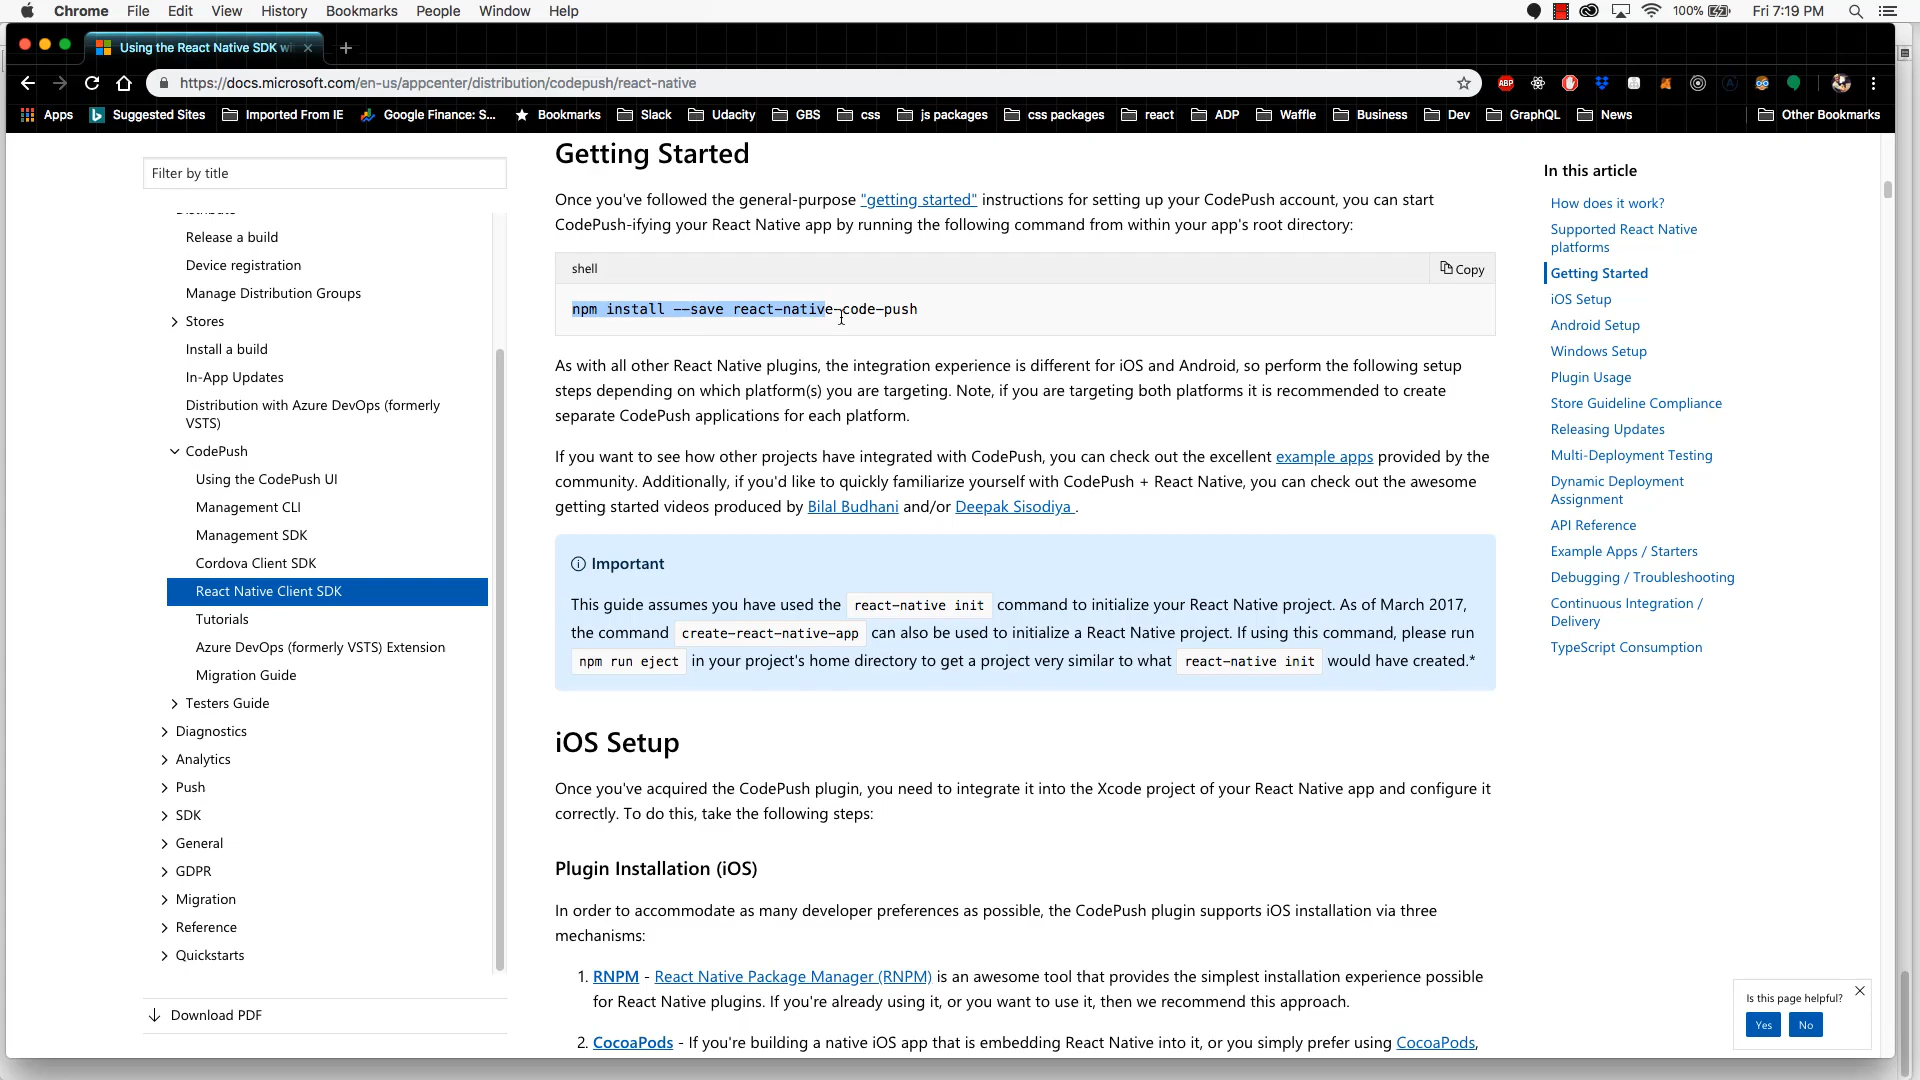 Chrome File Edit View History Bookmarks People Window Help 100% Fri 7:19 PM
Using the React Native SDK wi
https://docs.microsoft.com/en-us/appcenter/distribution/codepush/react-native
Apps Suggested Sites Imported From IE Google Finance: S... Bookmarks Slack Udacity GBS css js packages css packages react ADP Waffle Business Dev GraphQL News Other Bookmarks
Filter by title
Distribute
Release a build
Device registration
Manage Distribution Groups
Stores
Install a build
In-App Updates
Distribution with Azure DevOps (formerly
VSTS)
CodePush
Using the CodePush UI
Management CLI
Management SDK
Cordova Client SDK
React Native Client SDK
Tutorials
Azure DevOps (formerly VSTS) Extension
Migration Guide
Testers Guide
Diagnostics
Analytics
Push
SDK
General
GDPR
Migration
Reference
Quickstarts
Download PDF
Getting Started
Once you've followed the general-purpose "getting started" instructions for setting up your CodePush account, you can start
CodePush-ifying your React Native app by running the following command from within your app's root directory:
shell
Copy
npm install --save react-native-code-push
As with all other React Native plugins, the integration experience is different for iOS and Android, so perform the following setup
steps depending on which platform(s) you are targeting. Note, if you are targeting both platforms it is recommended to create
separate CodePush applications for each platform.
If you want to see how other projects have integrated with CodePush, you can check out the excellent example apps provided by the
community. Additionally, if you'd like to quickly familiarize yourself with CodePush + React Native, you can check out the awesome
getting started videos produced by Bilal Budhani and/or Deepak Sisodiya .
Important
This guide assumes you have used the react-native init command to initialize your React Native project. As of March 2017,
the command create-react-native-app can also be used to initialize a React Native project. If using this command, please run
npm run eject in your project's home directory to get a project very similar to what react-native init would have created.*
iOS Setup
Once you've acquired the CodePush plugin, you need to integrate it into the Xcode project of your React Native app and configure it
correctly. To do this, take the following steps:
Plugin Installation (iOS)
In order to accommodate as many developer preferences as possible, the CodePush plugin supports iOS installation via three
mechanisms:
1. RNPM - React Native Package Manager (RNPM) is an awesome tool that provides the simplest installation experience possible
for React Native plugins. If you're already using it, or you want to use it, then we recommend this approach.
2. CocoaPods - If you're building a native iOS app that is embedding React Native into it, or you simply prefer using CocoaPods,
In this article
How does it work?
Supported React Native
platforms
Getting Started
iOS Setup
Android Setup
Windows Setup
Plugin Usage
Store Guideline Compliance
Releasing Updates
Multi-Deployment Testing
Dynamic Deployment
Assignment
API Reference
Example Apps / Starters
Debugging / Troubleshooting
Continuous Integration /
Delivery
TypeScript Consumption
Is this page helpful?
Yes No